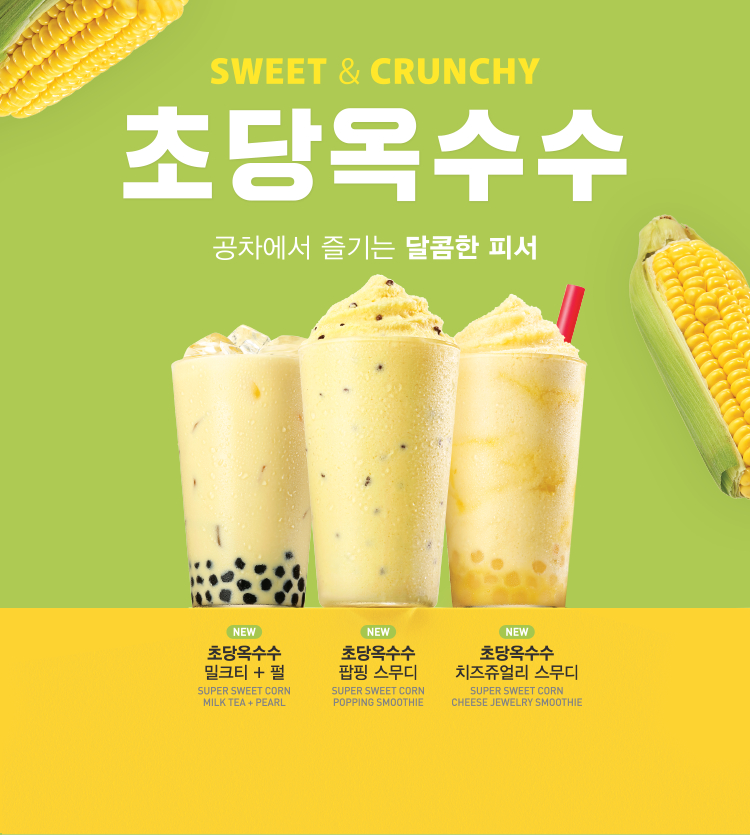 SWEET & CRUNCHY
초당옥수수
공차에서 즐기는 달콤한 피서
NEW
초당옥수수
밀크티 + 펄
SUPER SWEET CORN
MILK TEA + PEARL
NEW
초당옥수수
팝핑 스무디
SUPER SWEET CORN
POPPING SMOOTHIE
NEW
초당옥수수
치즈쥬얼리 스무디
SUPER SWEET CORN
CHEESE JEWELRY SMOOTHIE